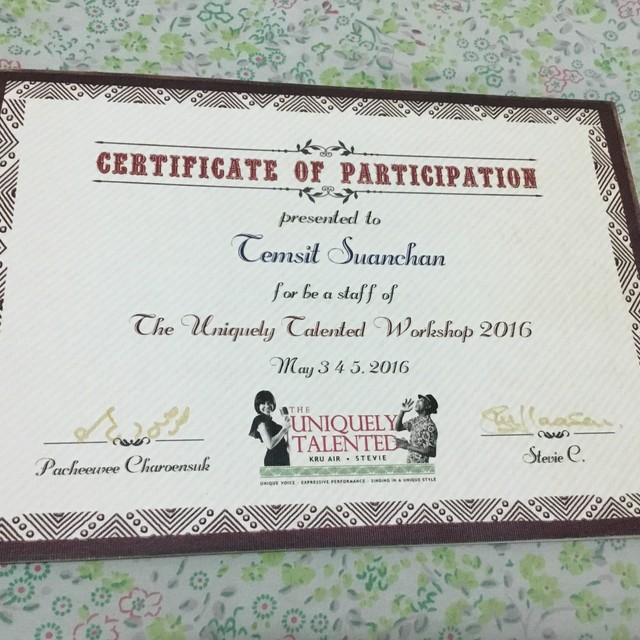 CERTIFICATE OF PARTICIPATION
presented to
Temsit Suanchan
for be a staff of
The Uniquely Talented Workshop 2016
May 3 4 5, 2016
THE
UNIQUELY
TALENTED
KRU AIR • STEVIE
UNIQUE VOICE • EXPRESSIVE PERFORMANCE • SINGING IN A UNIQUE STYLE
Pacheewee Charoensuk
Stevie C.